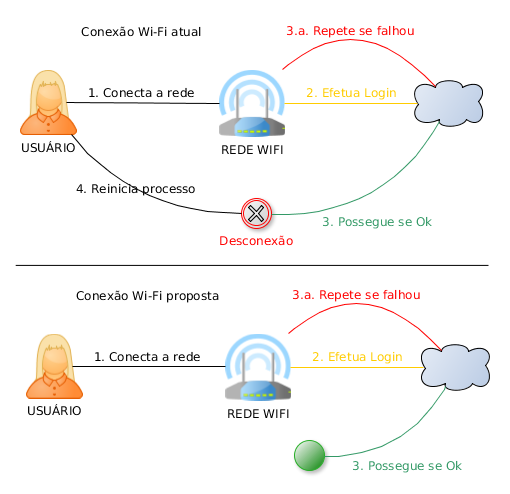 Conexão Wi-Fi atual
3.a. Repete se falhou
1. Conecta a rede
2. Efetua Login
USUÁRIO
REDE WIFI
4. Reinicia processo
3. Possegue se Ok
Desconexão
Conexão Wi-Fi proposta
3.a. Repete se falhou
1. Conecta a rede
2. Efetua Login
USUÁRIO
REDE WIFI
3. Possegue se Ok